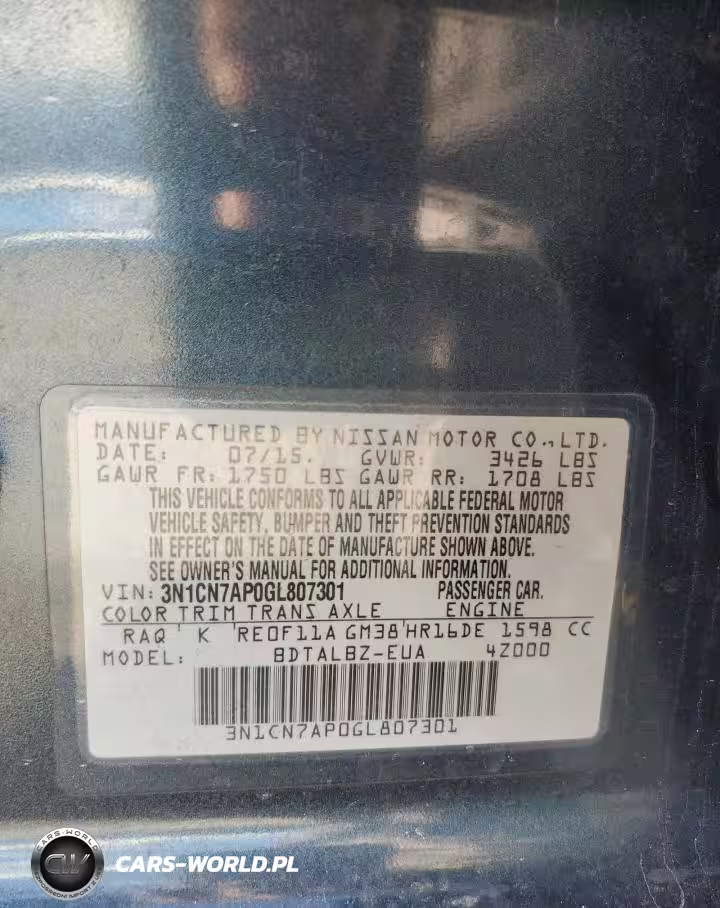 MANUFACTURED BY NISSAN MOTOR CO.,LTD.
DATE: 07/15. GVWR: 3426 LBS
GAWR FR: 1750 LBS GAWR RR: 1708 LBS
THIS VEHICLE CONFORMS TO ALL APPLICABLE FEDERAL MOTOR
VEHICLE SAFETY, BUMPER AND THEFT PREVENTION STANDARDS
IN EFFECT ON THE DATE OF MANUFACTURE SHOWN ABOVE.
SEE OWNER'S MANUAL FOR ADDITIONAL INFORMATION.
VIN: 3N1CN7AP0GL807301 PASSENGER CAR.
COLOR TRIM TRANS AXLE ENGINE
RAQ K RE0F11A GM38 HR16DE 1598 CC
MODEL: BDTALBZ-EUA 4Z000
3N1CN7AP0GL807301
CARS-WORLD
CW
CARS-WORLD.PL